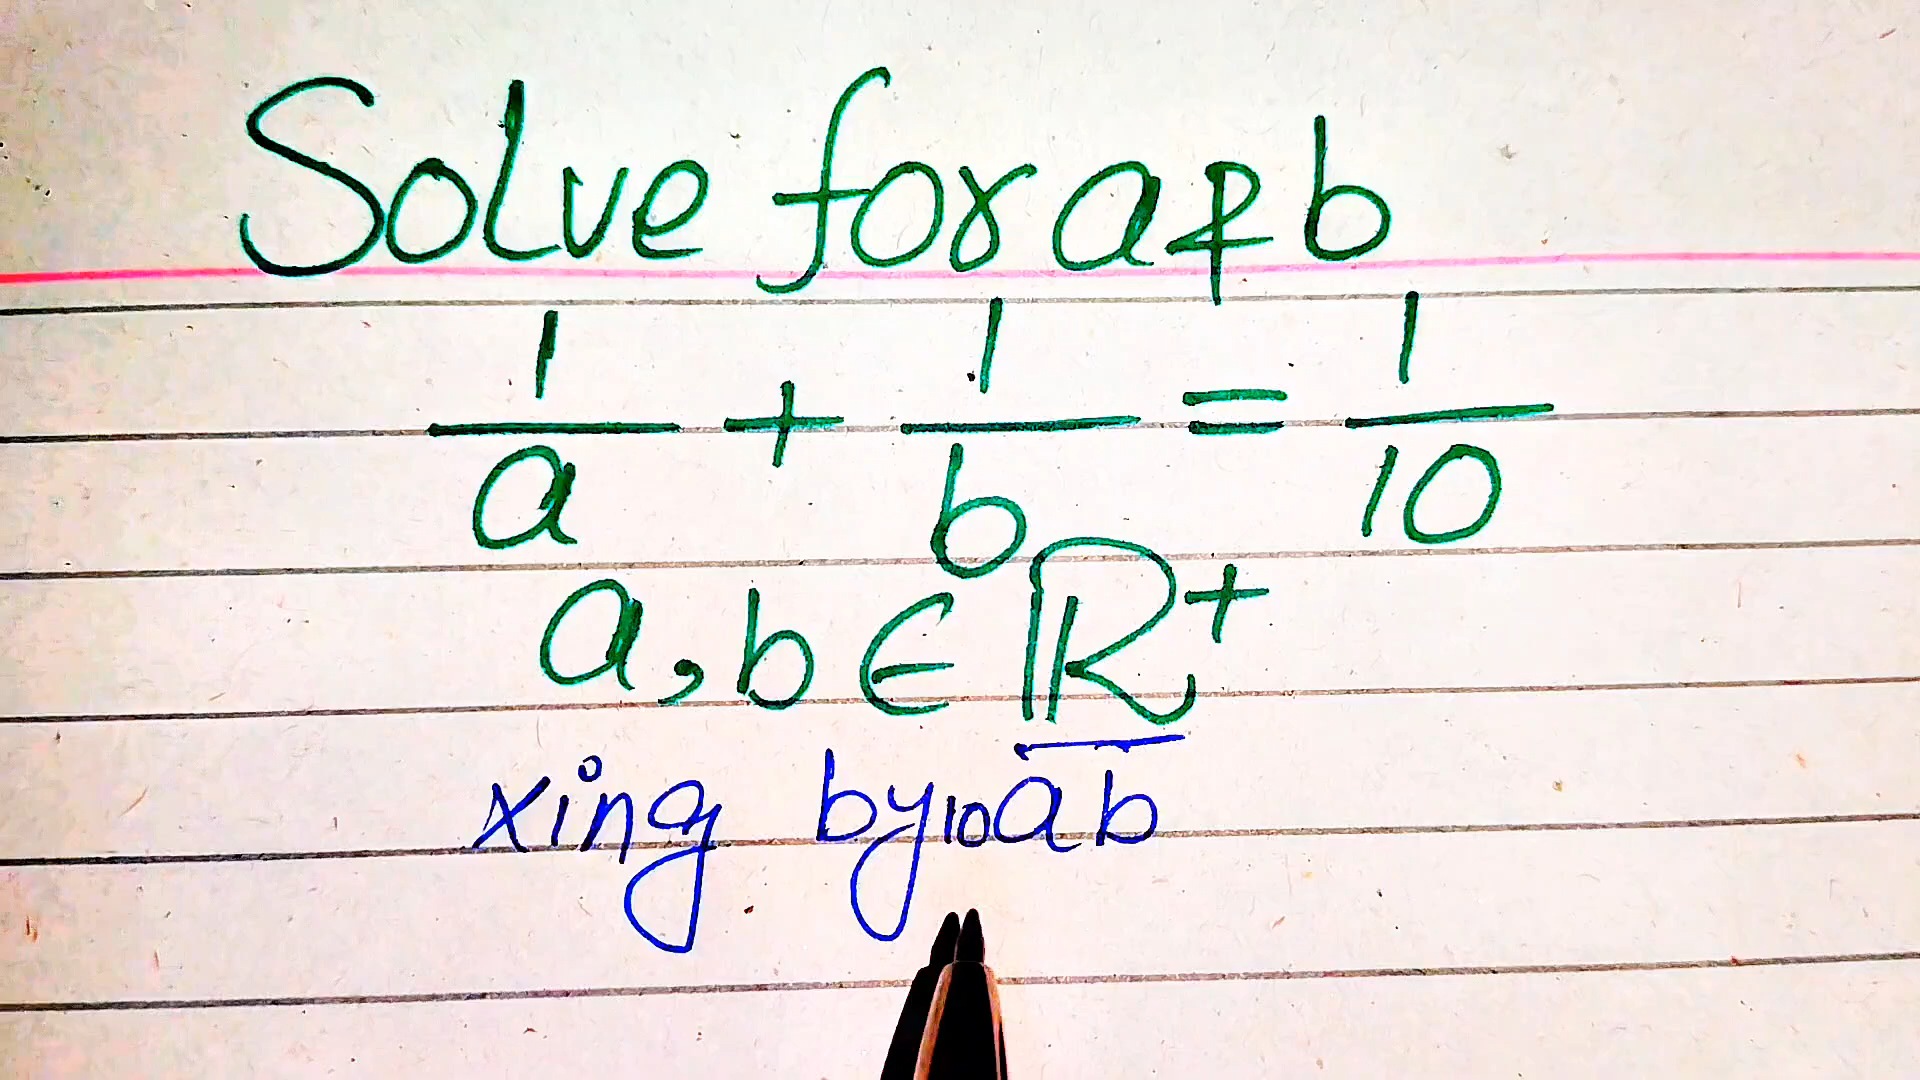 Solve for a & b
1/a + 1/b = 1/10
a, b ∈ ℝ⁺
xing by 10ab